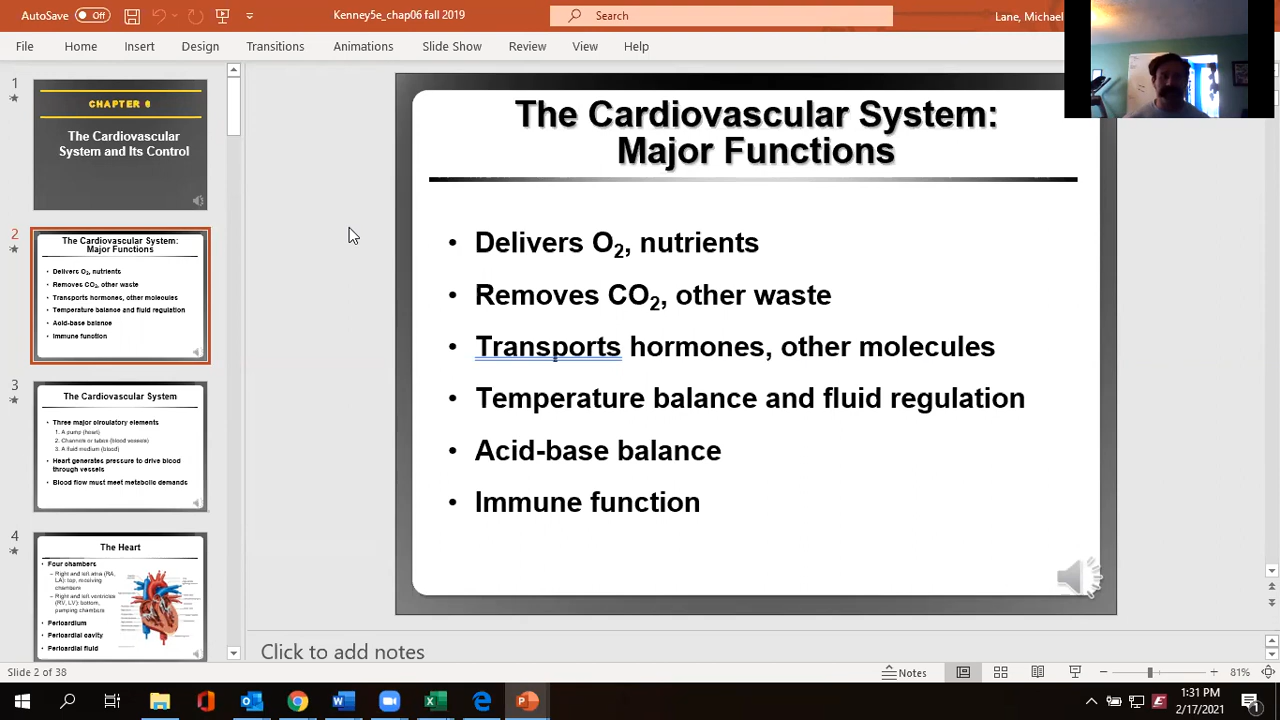 AutoSave Off
Kenney5e_chap06 fall 2019
Search
Lane, Michael
File Home Insert Design Transitions Animations Slide Show Review View Help
1
CHAPTER 6
The Cardiovascular
System and Its Control
2
The Cardiovascular System:
Major Functions
• Delivers O2, nutrients
• Removes CO2, other waste
• Transports hormones, other molecules
• Temperature balance and fluid regulation
• Acid-base balance
• Immune function
3
The Cardiovascular System
• Three major circulatory elements
1. A pump (heart)
2. Channels or tubes (blood vessels)
3. A fluid medium (blood)
• Heart generates pressure to drive blood
through vessels
• Blood flow must meet metabolic demands
4
The Heart
• Four chambers
– Right and left atria (RA,
LA): top, receiving
chambers
– Right and left ventricles
(RV, LV): bottom,
pumping chambers
• Pericardium
• Pericardial cavity
• Pericardial fluid
The Cardiovascular System:
Major Functions
• Delivers O2, nutrients
• Removes CO2, other waste
• Transports hormones, other molecules
• Temperature balance and fluid regulation
• Acid-base balance
• Immune function
Click to add notes
Slide 2 of 38
Notes
81%
1:31 PM
2/17/2021
1